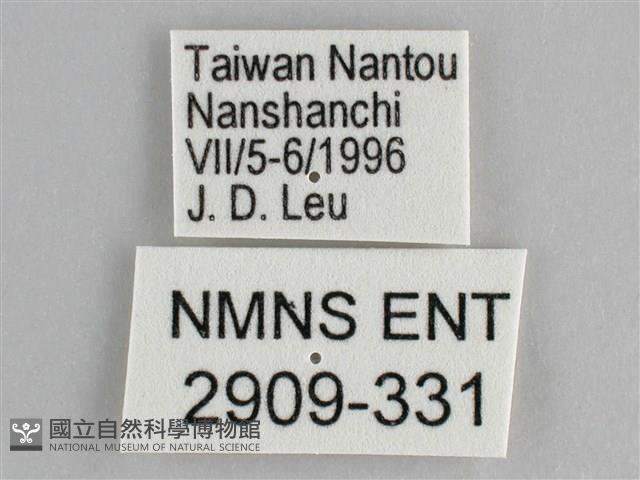 Taiwan Nantou
Nanshanchi
VII/5-6/1996
J. D. Leu
NMNS ENT
2909-331
國立自然科學博物館
NATIONAL MUSEUM OF NATURAL SCIENCE